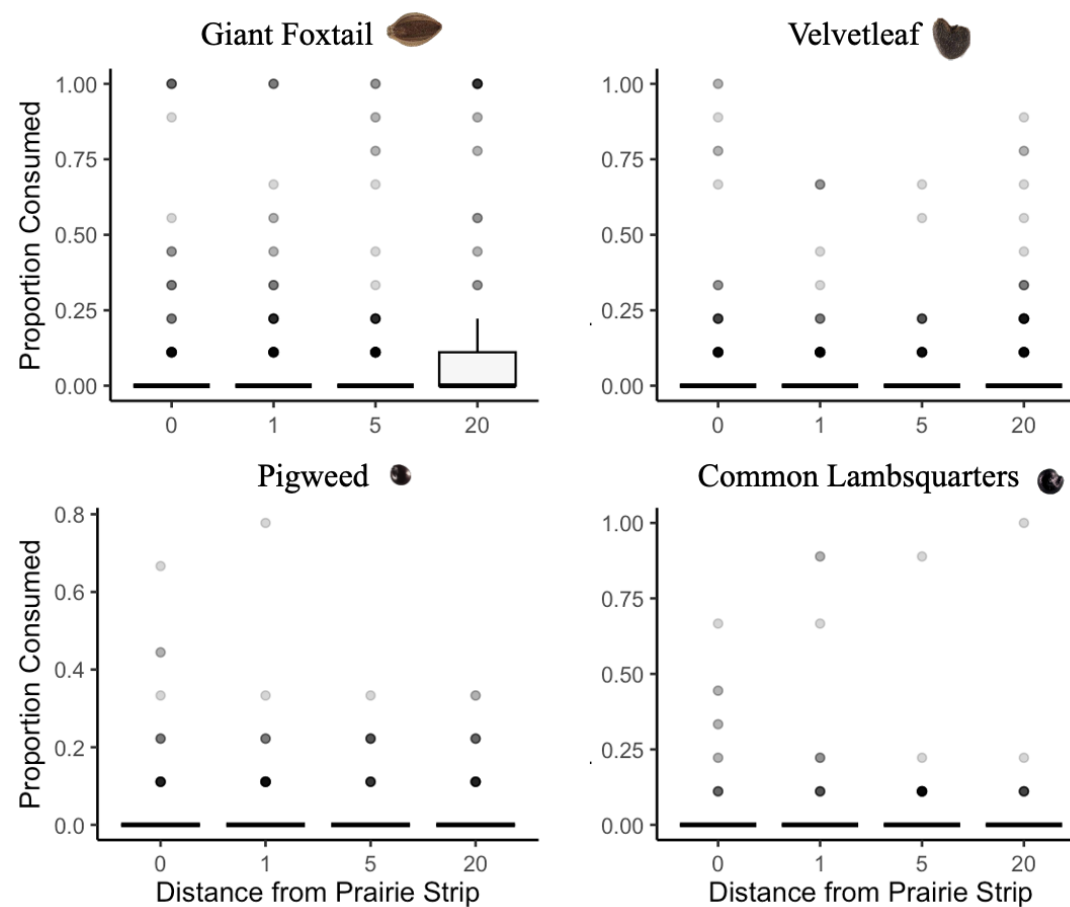 Giant Foxtail
Velvetleaf
Proportion Consumed
1.00
0.75
0.50
0.25
0.00
0 1 5 20
1.00
0.75
0.50
0.25
0.00
0 1 5 20
Pigweed
Common Lambsquarters
Proportion Consumed
0.8
0.6
0.4
0.2
0.0
0 1 5 20
Distance from Prairie Strip
1.00
0.75
0.50
0.25
0.00
0 1 5 20
Distance from Prairie Strip